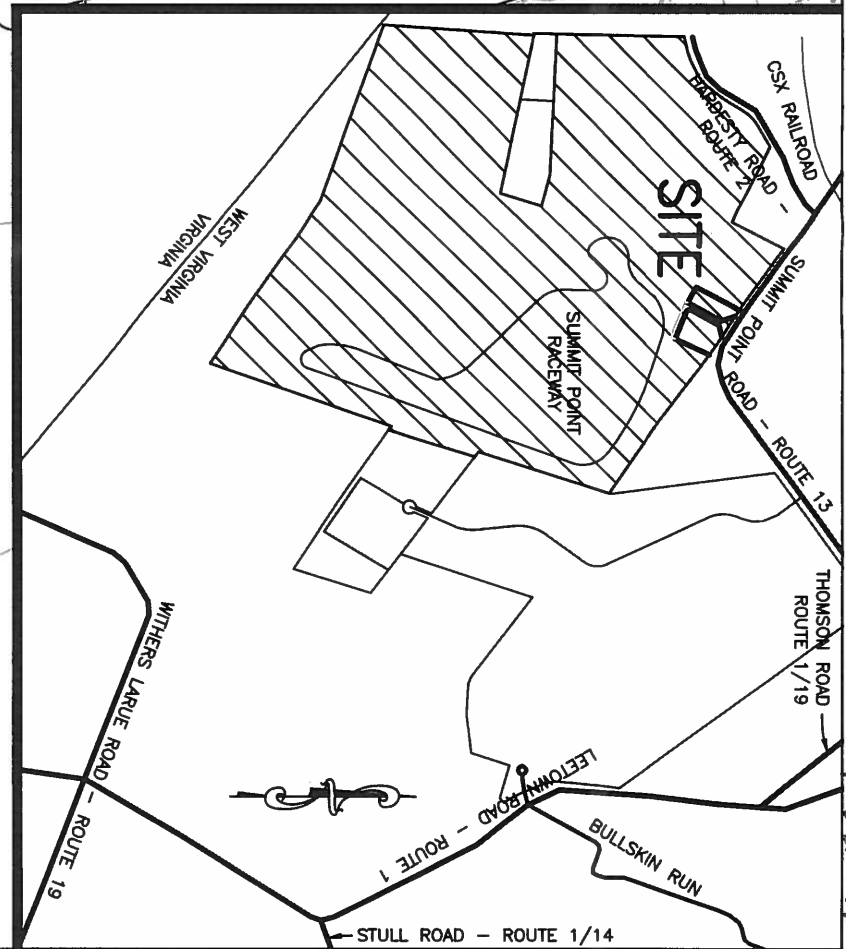 CSX RAILROAD
HARDESTY ROAD -
ROUTE 2
SITE
SUMMIT POINT ROAD - ROUTE 13
SUMMIT POINT
RACEWAY
WEST VIRGINIA
VIRGINIA
THOMSON ROAD
ROUTE 1/19
LEETOWN ROAD - ROUTE 1
BULLSKIN RUN
WITHERS LARUE ROAD - ROUTE 19
STULL ROAD - ROUTE 1/14